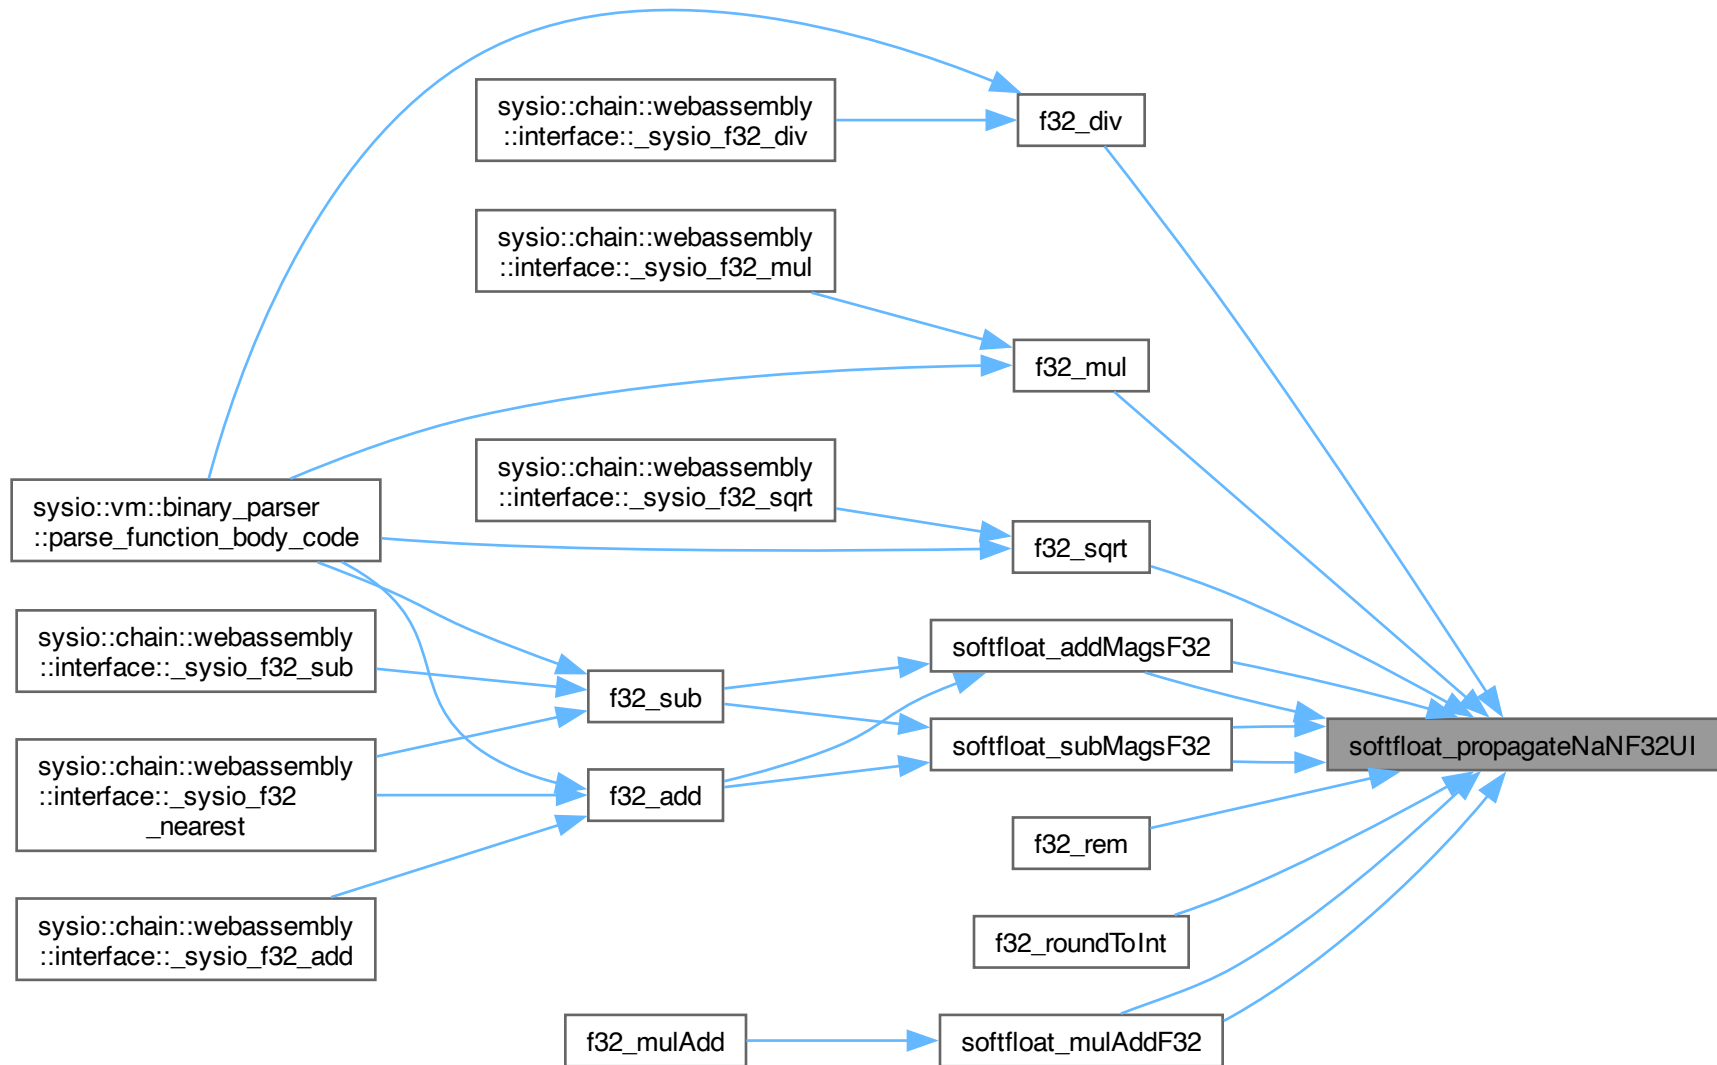 sysio::chain::webassembly
::interface::_sysio_f32_div
f32_div
sysio::chain::webassembly
::interface::_sysio_f32_mul
f32_mul
sysio::chain::webassembly
::interface::_sysio_f32_sqrt
sysio::vm::binary_parser
::parse_function_body_code
f32_sqrt
sysio::chain::webassembly
::interface::_sysio_f32_sub
softfloat_addMagsF32
f32_sub
softfloat_subMagsF32
softfloat_propagateNaNF32UI
sysio::chain::webassembly
::interface::_sysio_f32
_nearest
f32_add
f32_rem
sysio::chain::webassembly
::interface::_sysio_f32_add
f32_roundToInt
f32_mulAdd
softfloat_mulAddF32